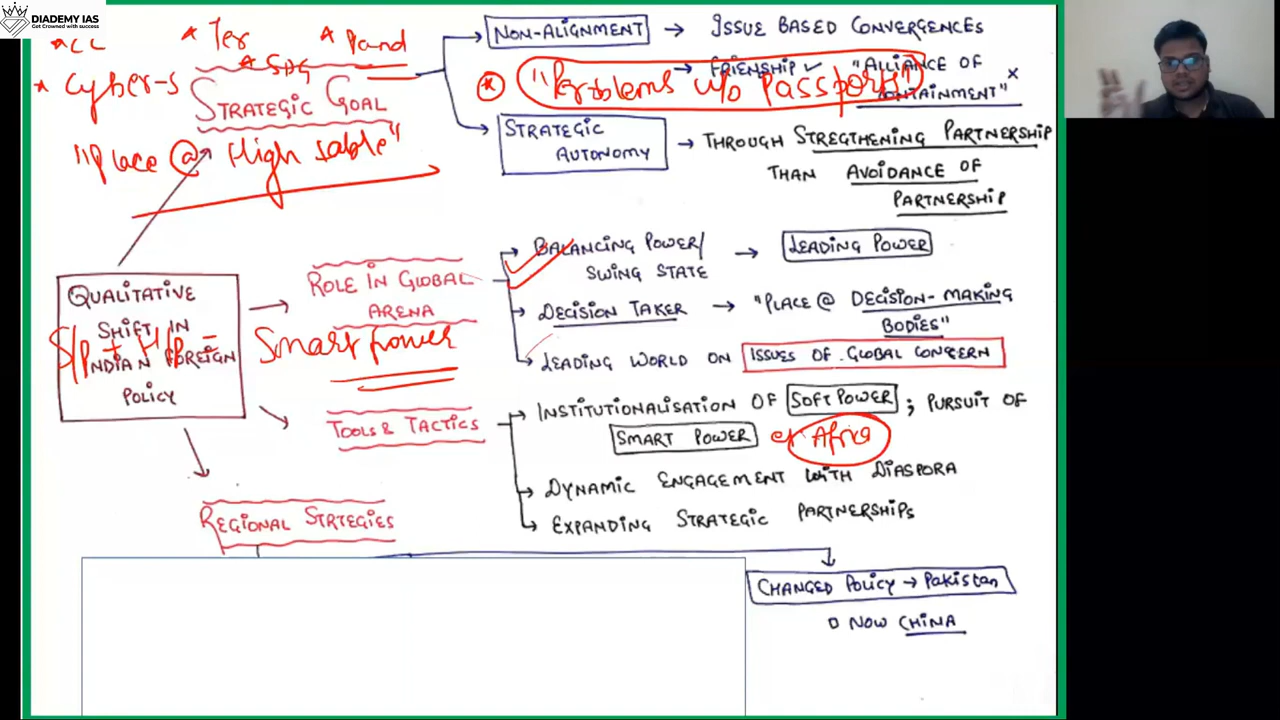 DIADEMY IAS
Get Crowned with success
* CC * Ter * Pand
* Cyber-s * SDG
STRATEGIC GOAL
"Place @ High table"
NON-ALIGNMENT → ISSUE BASED CONVERGENCES
→ FRIENSHIP ✓ "ALLIANCE OF CONTAINMENT" x
* "Problems w/o Passport"
STRATEGIC AUTONOMY → THROUGH STREGTHENING PARTNERSHIP
THAN AVOIDANCE OF
PARTNERSHIP
QUALITATIVE
SHIFT IN
INDIAN FOREIGN
POLICY
S/p + H/p = Smart power
ROLE IN GLOBAL
ARENA
BALANCING POWER/
SWING STATE → LEADING POWER
DECISION TAKER → "PLACE @ DECISION-MAKING
BODIES"
LEADING WORLD ON ISSUES OF GLOBAL CONCERN
TOOLS & TACTICS
INSTITUTIONALISATION OF SOFT POWER ; PURSUIT OF
SMART POWER ex Africa
DYNAMIC ENGAGEMENT WITH DIASPORA
EXPANDING STRATEGIC PARTNERSHIPS
REGIONAL STRTEGIES
CHANGED POLICY → Pakistan
NOW CHINA